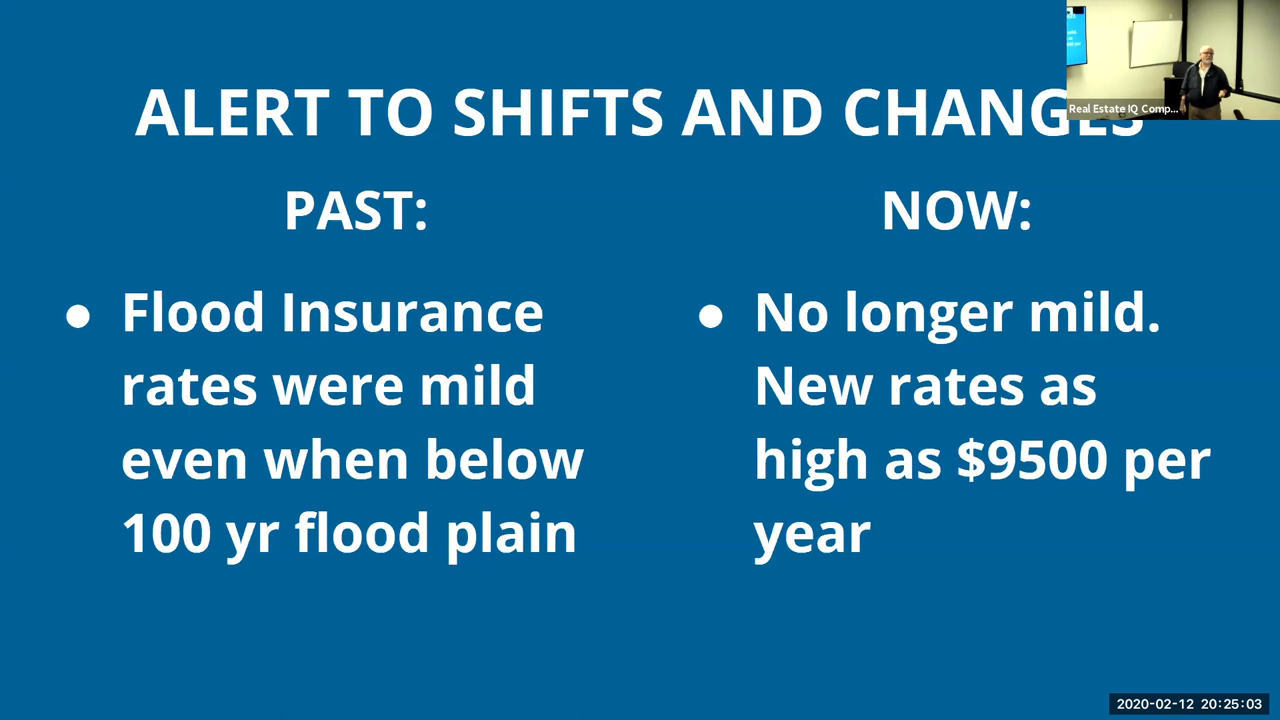 ALERT TO SHIFTS AND CHANGES
Real Estate IQ Comp...
PAST:
Flood Insurance
rates were mild
even when below
100 yr flood plain
NOW:
No longer mild.
New rates as
high as $9500 per
year
2020-02-12 20:25:03